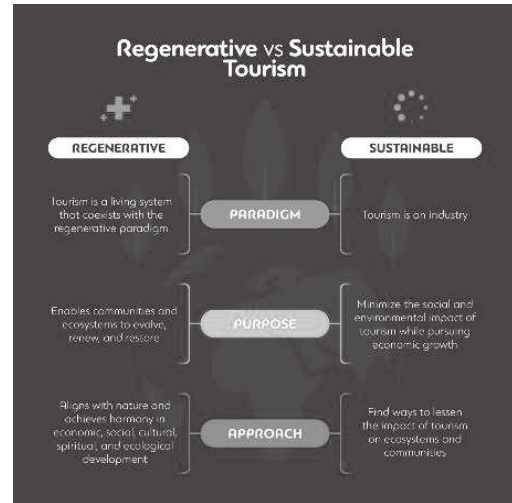 Regenerative vs Sustainable
Tourism
REGENERATIVE
SUSTAINABLE
Tourism is a living system
that coexists with the
regenerative paradigm
PARADIGM
Tourism is an industry
Enables communities and
ecosystems to evolve,
renew, and restore
PURPOSE
Minimize the social and
environmental impact of
tourism while pursuing
economic growth
Aligns with nature and
achieves harmony in
economic, social, cultural,
spiritual, and ecological
development
APPROACH
Find ways to lessen
the impact of tourism
on ecosystems and
communities